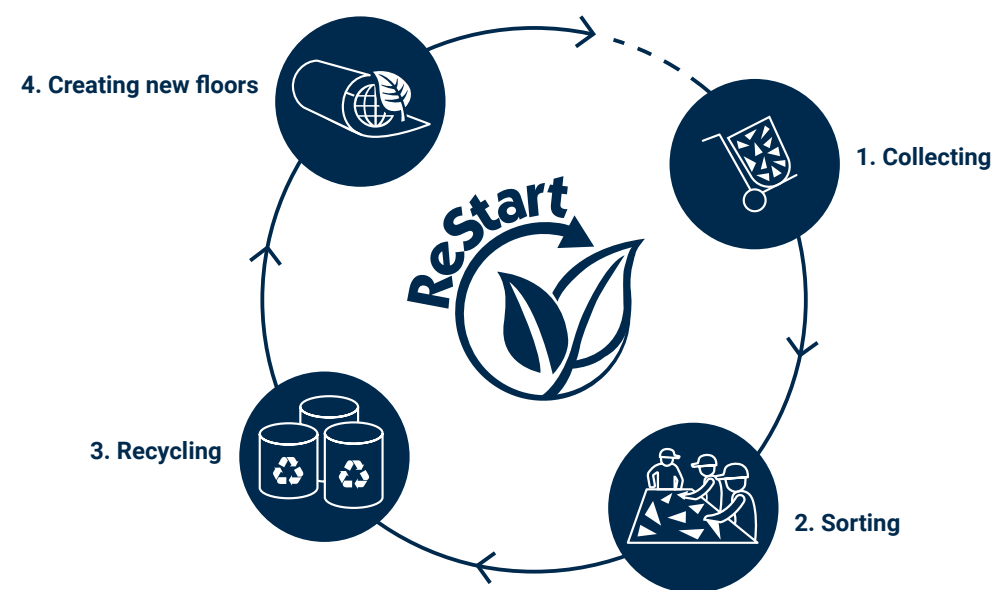 4. Creating new floors
1. Collecting
ReStart
3. Recycling
2. Sorting